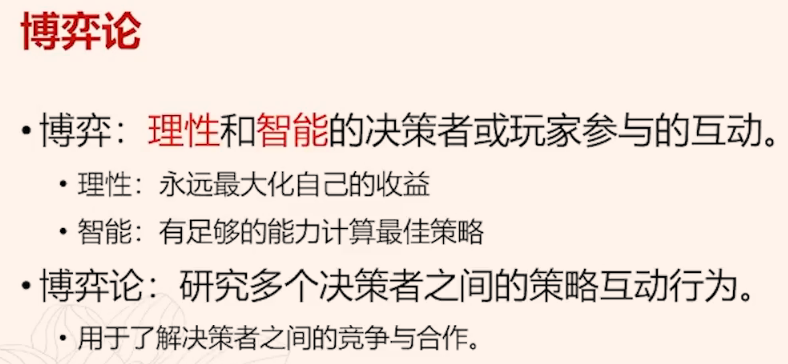 博弈论
•博弈：理性和智能的决策者或玩家参与的互动。
•理性：永远最大化自己的收益
•智能：有足够的能力计算最佳策略
•博弈论：研究多个决策者之间的策略互动行为。
•用于了解决策者之间的竞争与合作。